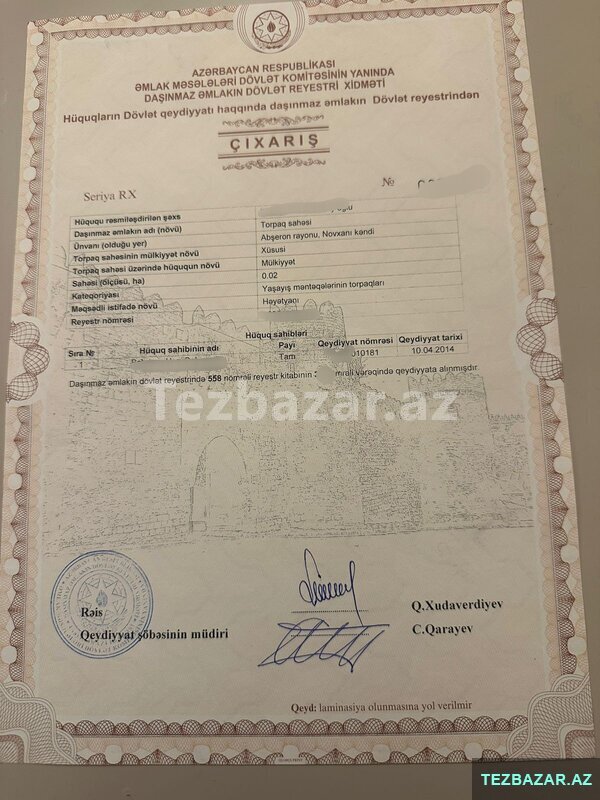 AZƏRBAYCAN RESPUBLİKASI
ƏMLAK MƏSƏLƏLƏRİ DÖVLƏT KOMİTƏSİNİN YANINDA
DAŞINMAZ ƏMLAKIN DÖVLƏT REYESTRİ XİDMƏTİ
Hüquqların Dövlət qeydiyyatı haqqında daşınmaz əmlakın Dövlət reyestrindən
ÇIXARIŞ
Seriya RX №
Hüququ rəsmiləşdirilən şəxs
Daşınmaz əmlakın adı (növü) Torpaq sahəsi
Ünvanı (olduğu yer) Abşeron rayonu, Novxanı kəndi
Torpaq sahəsinin mülkiyyət növü Xüsusi
Torpaq sahəsi üzərində hüququn növü Mülkiyyət
Sahəsi (ölçüsü, ha) 0.02
Kateqoriyası Yaşayış məntəqələrinin torpaqları
Məqsədli istifadə növü Həyətyanı
Reyestr nömrəsi
Hüquq sahibləri
Sıra № Hüquq sahibinin adı Payı Qeydiyyat nömrəsi Qeydiyyat tarixi
1 Tam 010181 10.04.2014
Daşınmaz əmlakın dövlət reyestrində 558 nömrəli reyestr kitabının vərəqində qeydiyyata alınmışdır.
Tezbazar.az
Rəis Q.Xudaverdiyev
Qeydiyyat şöbəsinin müdiri C.Qarayev
Qeyd: laminasiya olunmasına yol verilmir
TEZBAZAR.AZ